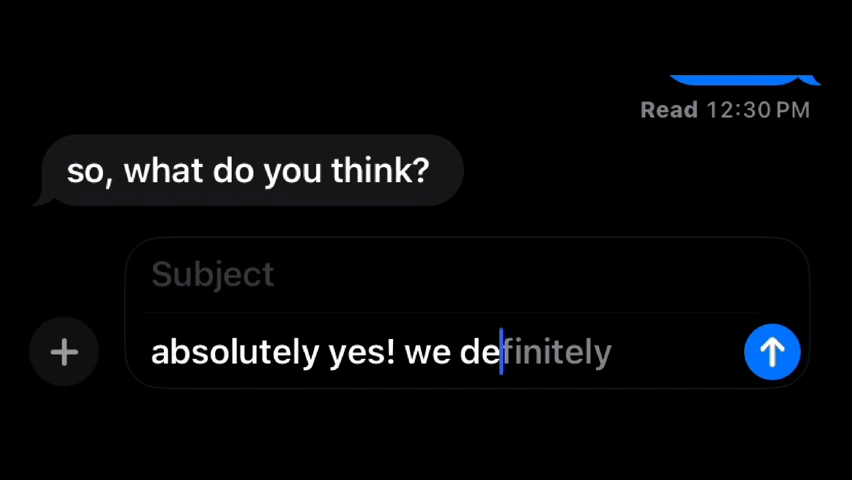 Read 12:30 PM
so, what do you think?
Subject
absolutely yes! we definitely